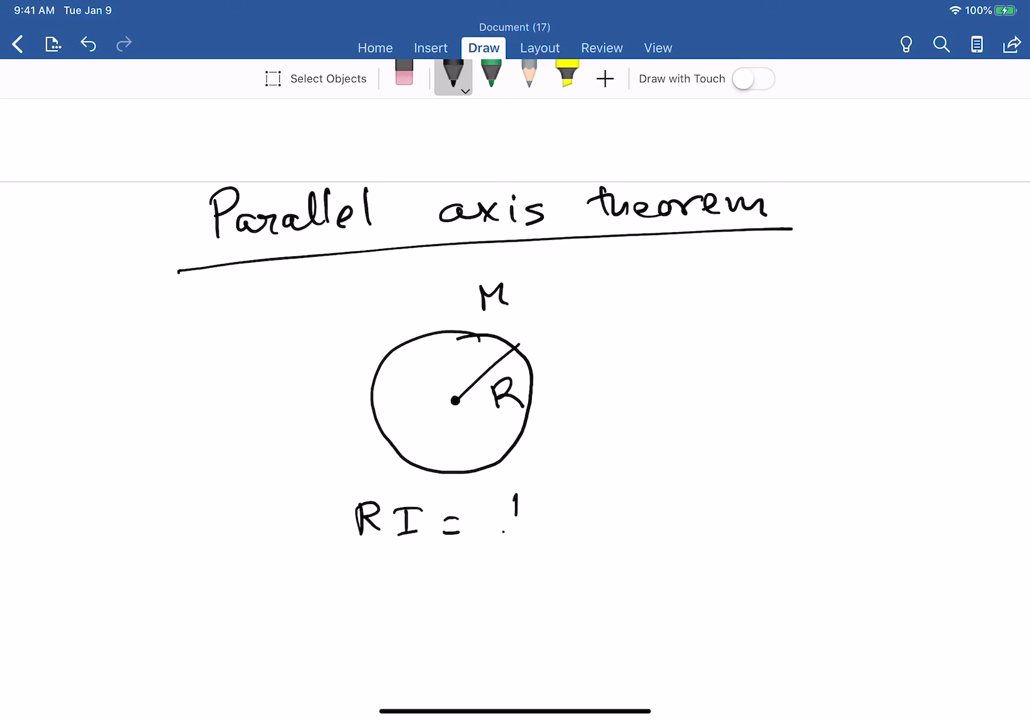 9:41 AM Tue Jan 9
100%
Document (17)
Home Insert Draw Layout Review View
Select Objects
Draw with Touch
Parallel axis theorem
M
R
RI =